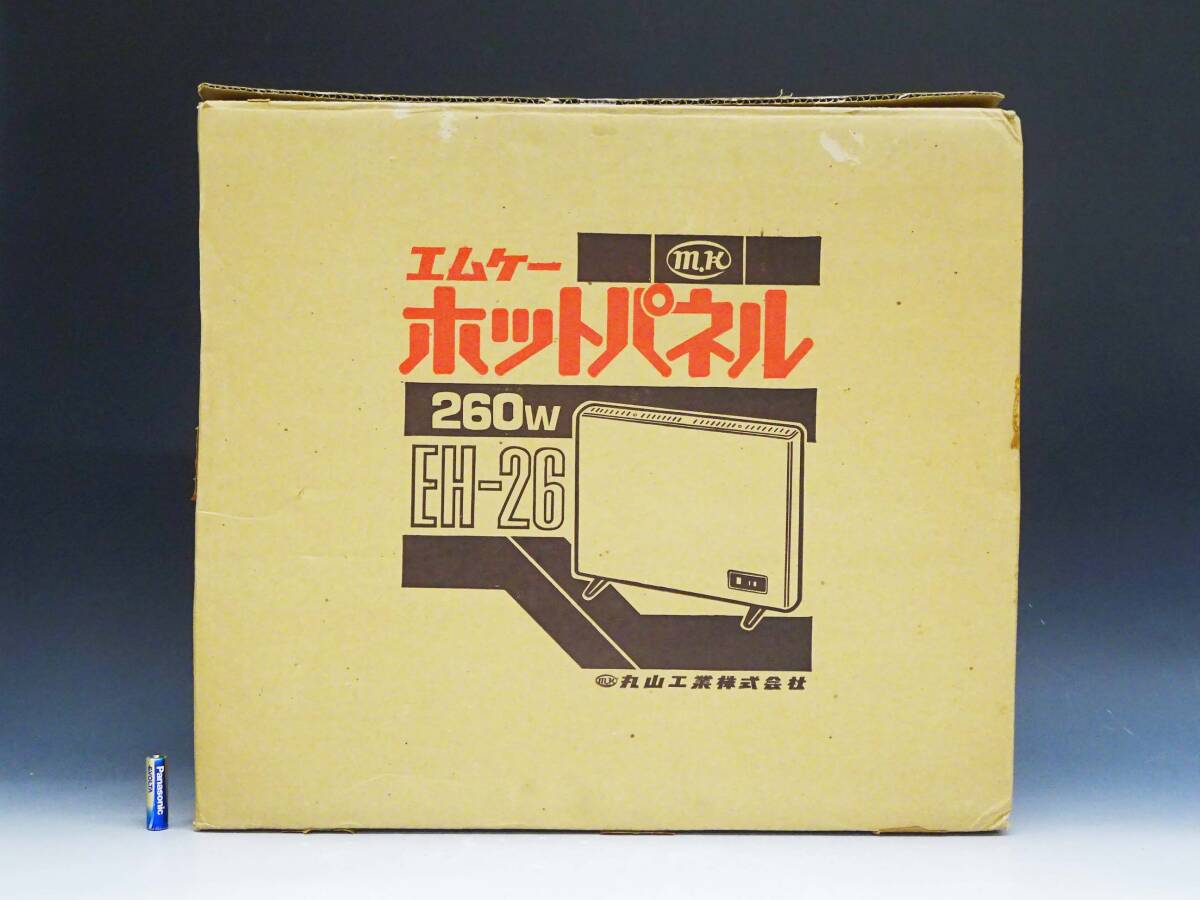 エムケー
M.K
ホットパネル
260W
EH-26
M.K 丸山工業株式会社
Panasonic
EVOLTA